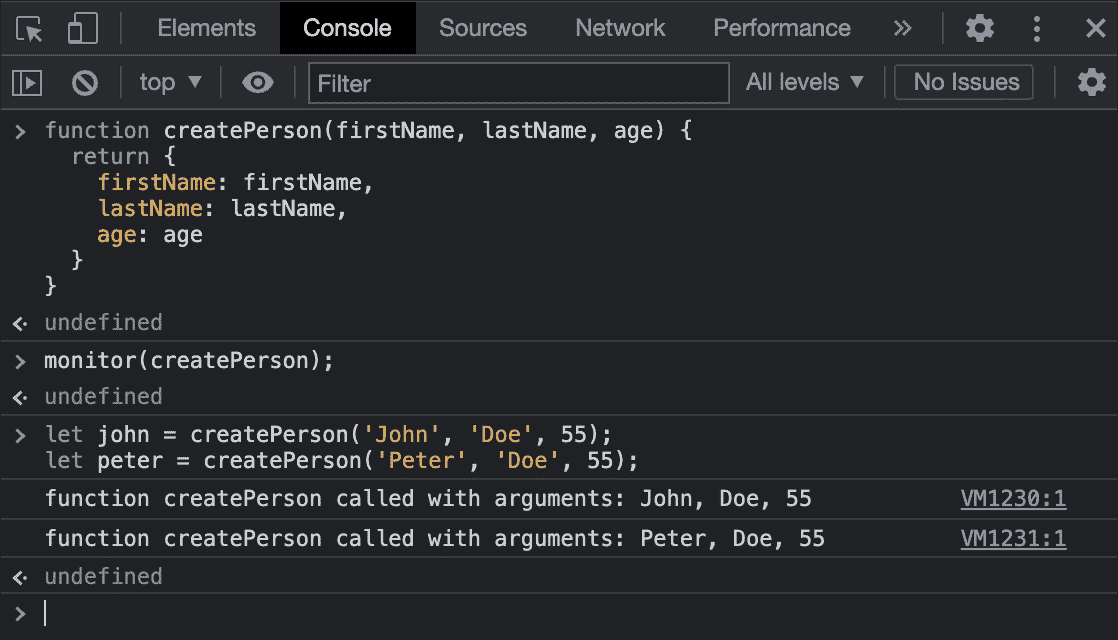 Elements Console Sources Network Performance »
top ▼ Filter All levels ▼ No Issues
> function createPerson(firstName, lastName, age) {
    return {
      firstName: firstName,
      lastName: lastName,
      age: age
    }
  }
undefined
> monitor(createPerson);
undefined
> let john = createPerson('John', 'Doe', 55);
  let peter = createPerson('Peter', 'Doe', 55);
function createPerson called with arguments: John, Doe, 55 VM1230:1
function createPerson called with arguments: Peter, Doe, 55 VM1231:1
undefined
>